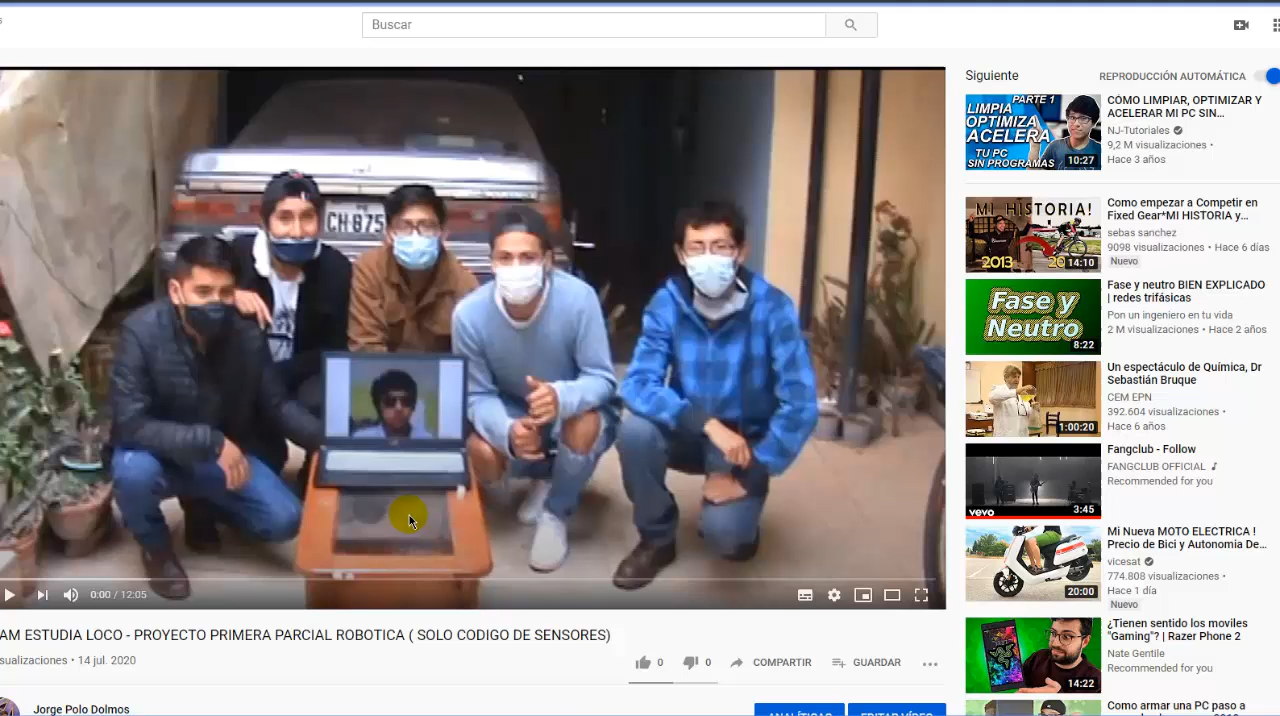 Buscar
CH-875
AM ESTUDIA LOCO - PROYECTO PRIMERA PARCIAL ROBOTICA ( SOLO CODIGO DE SENSORES)
sualizaciones • 14 jul. 2020
0:00 / 12:05
0
0
COMPARTIR
GUARDAR
Jorge Polo Dolmos
ANALÍTICAS
EDITAR VÍDEO
Siguiente
REPRODUCCIÓN AUTOMÁTICA
PARTE 1
LIMPIA
OPTIMIZA
ACELERA
TU PC
SIN PROGRAMAS
10:27
CÓMO LIMPIAR, OPTIMIZAR Y
ACELERAR MI PC SIN...
NJ-Tutoriales
9,2 M visualizaciones •
Hace 3 años
MI HISTORIA!
2013
20
14:10
Como empezar a Competir en
Fixed Gear*MI HISTORIA y...
sebas sanchez
9098 visualizaciones • Hace 6 días
Nuevo
Fase y
Neutro
8:22
Fase y neutro BIEN EXPLICADO
| redes trifásicas
Pon un ingeniero en tu vida
2 M visualizaciones • Hace 2 años
1:00:20
Un espectáculo de Química, Dr
Sebastián Bruque
CEM EPN
392.604 visualizaciones •
Hace 6 años
vevo
3:45
Fangclub - Follow
FANGCLUB OFFICIAL
Recommended for you
20:00
Mi Nueva MOTO ELECTRICA !
Precio de Bici y Autonomia De...
vicesat
774.808 visualizaciones •
Hace 1 día
Nuevo
14:22
¿Tienen sentido los moviles
"Gaming"? | Razer Phone 2
Nate Gentile
Recommended for you
Como armar una PC paso a